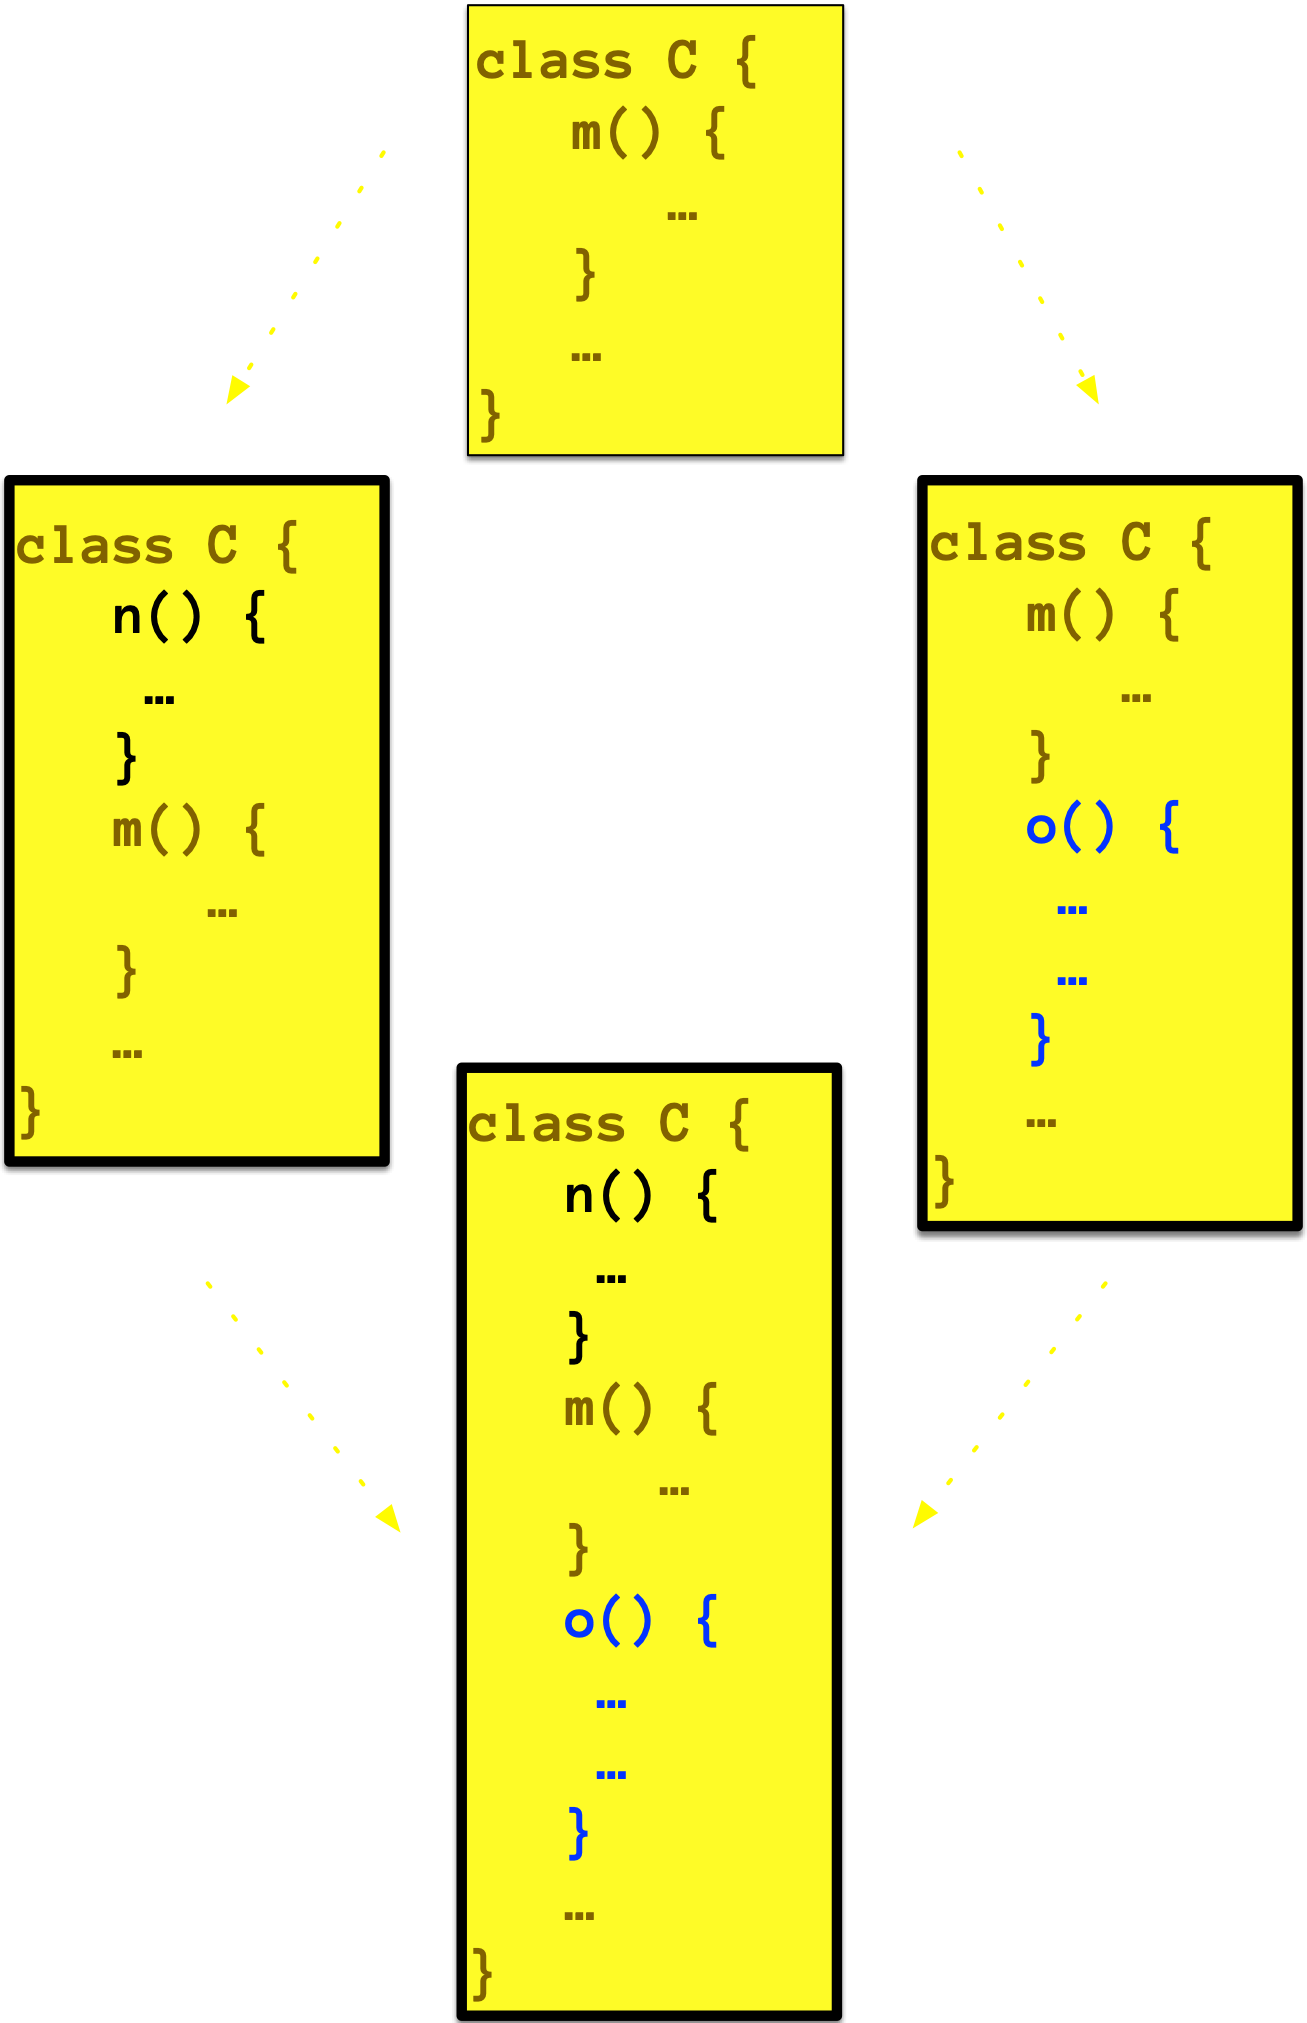 class C {
    m() {
        …
    }
    …
}
class C {
    n() {
     …
    }
    m() {
        …
    }
    …
}
class C {
    m() {
        …
    }
    o() {
     …
     …
    }
    …
}
class C {
    n() {
     …
    }
    m() {
        …
    }
    o() {
     …
     …
    }
    …
}